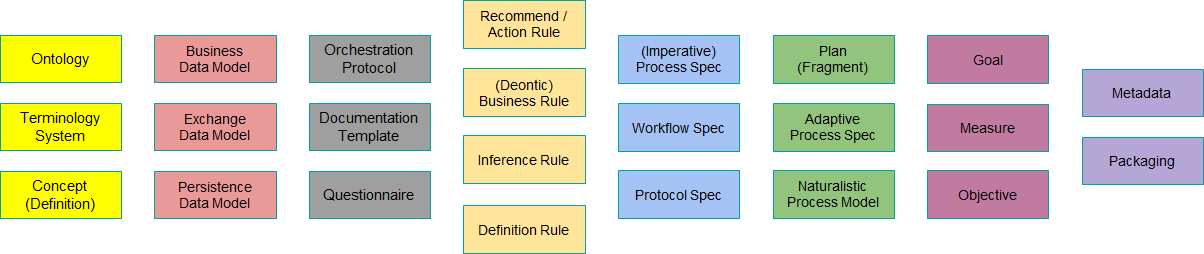 Ontology
Terminology
System
Concept
(Definition)
Business
Data Model
Exchange
Data Model
Persistence
Data Model
Orchestration
Protocol
Documentation
Template
Questionnaire
Recommend /
Action Rule
(Deontic)
Business Rule
Inference Rule
Definition Rule
(Imperative)
Process Spec
Workflow Spec
Protocol Spec
Plan
(Fragment)
Adaptive
Process Spec
Naturalistic
Process Model
Goal
Measure
Objective
Metadata
Packaging